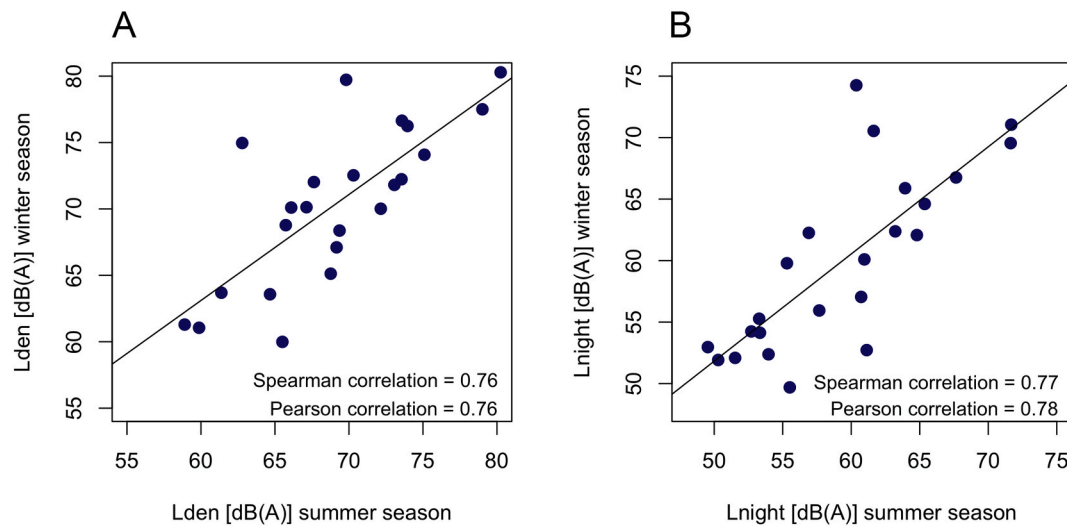 A
Lden [dB(A)] winter season
80
75
70
65
60
55
Spearman correlation = 0.76
Pearson correlation = 0.76
55 60 65 70 75 80
Lden [dB(A)] summer season
B
Lnight [dB(A)] winter season
75
70
65
60
55
50
Spearman correlation = 0.77
Pearson correlation = 0.78
50 55 60 65 70 75
Lnight [dB(A)] summer season